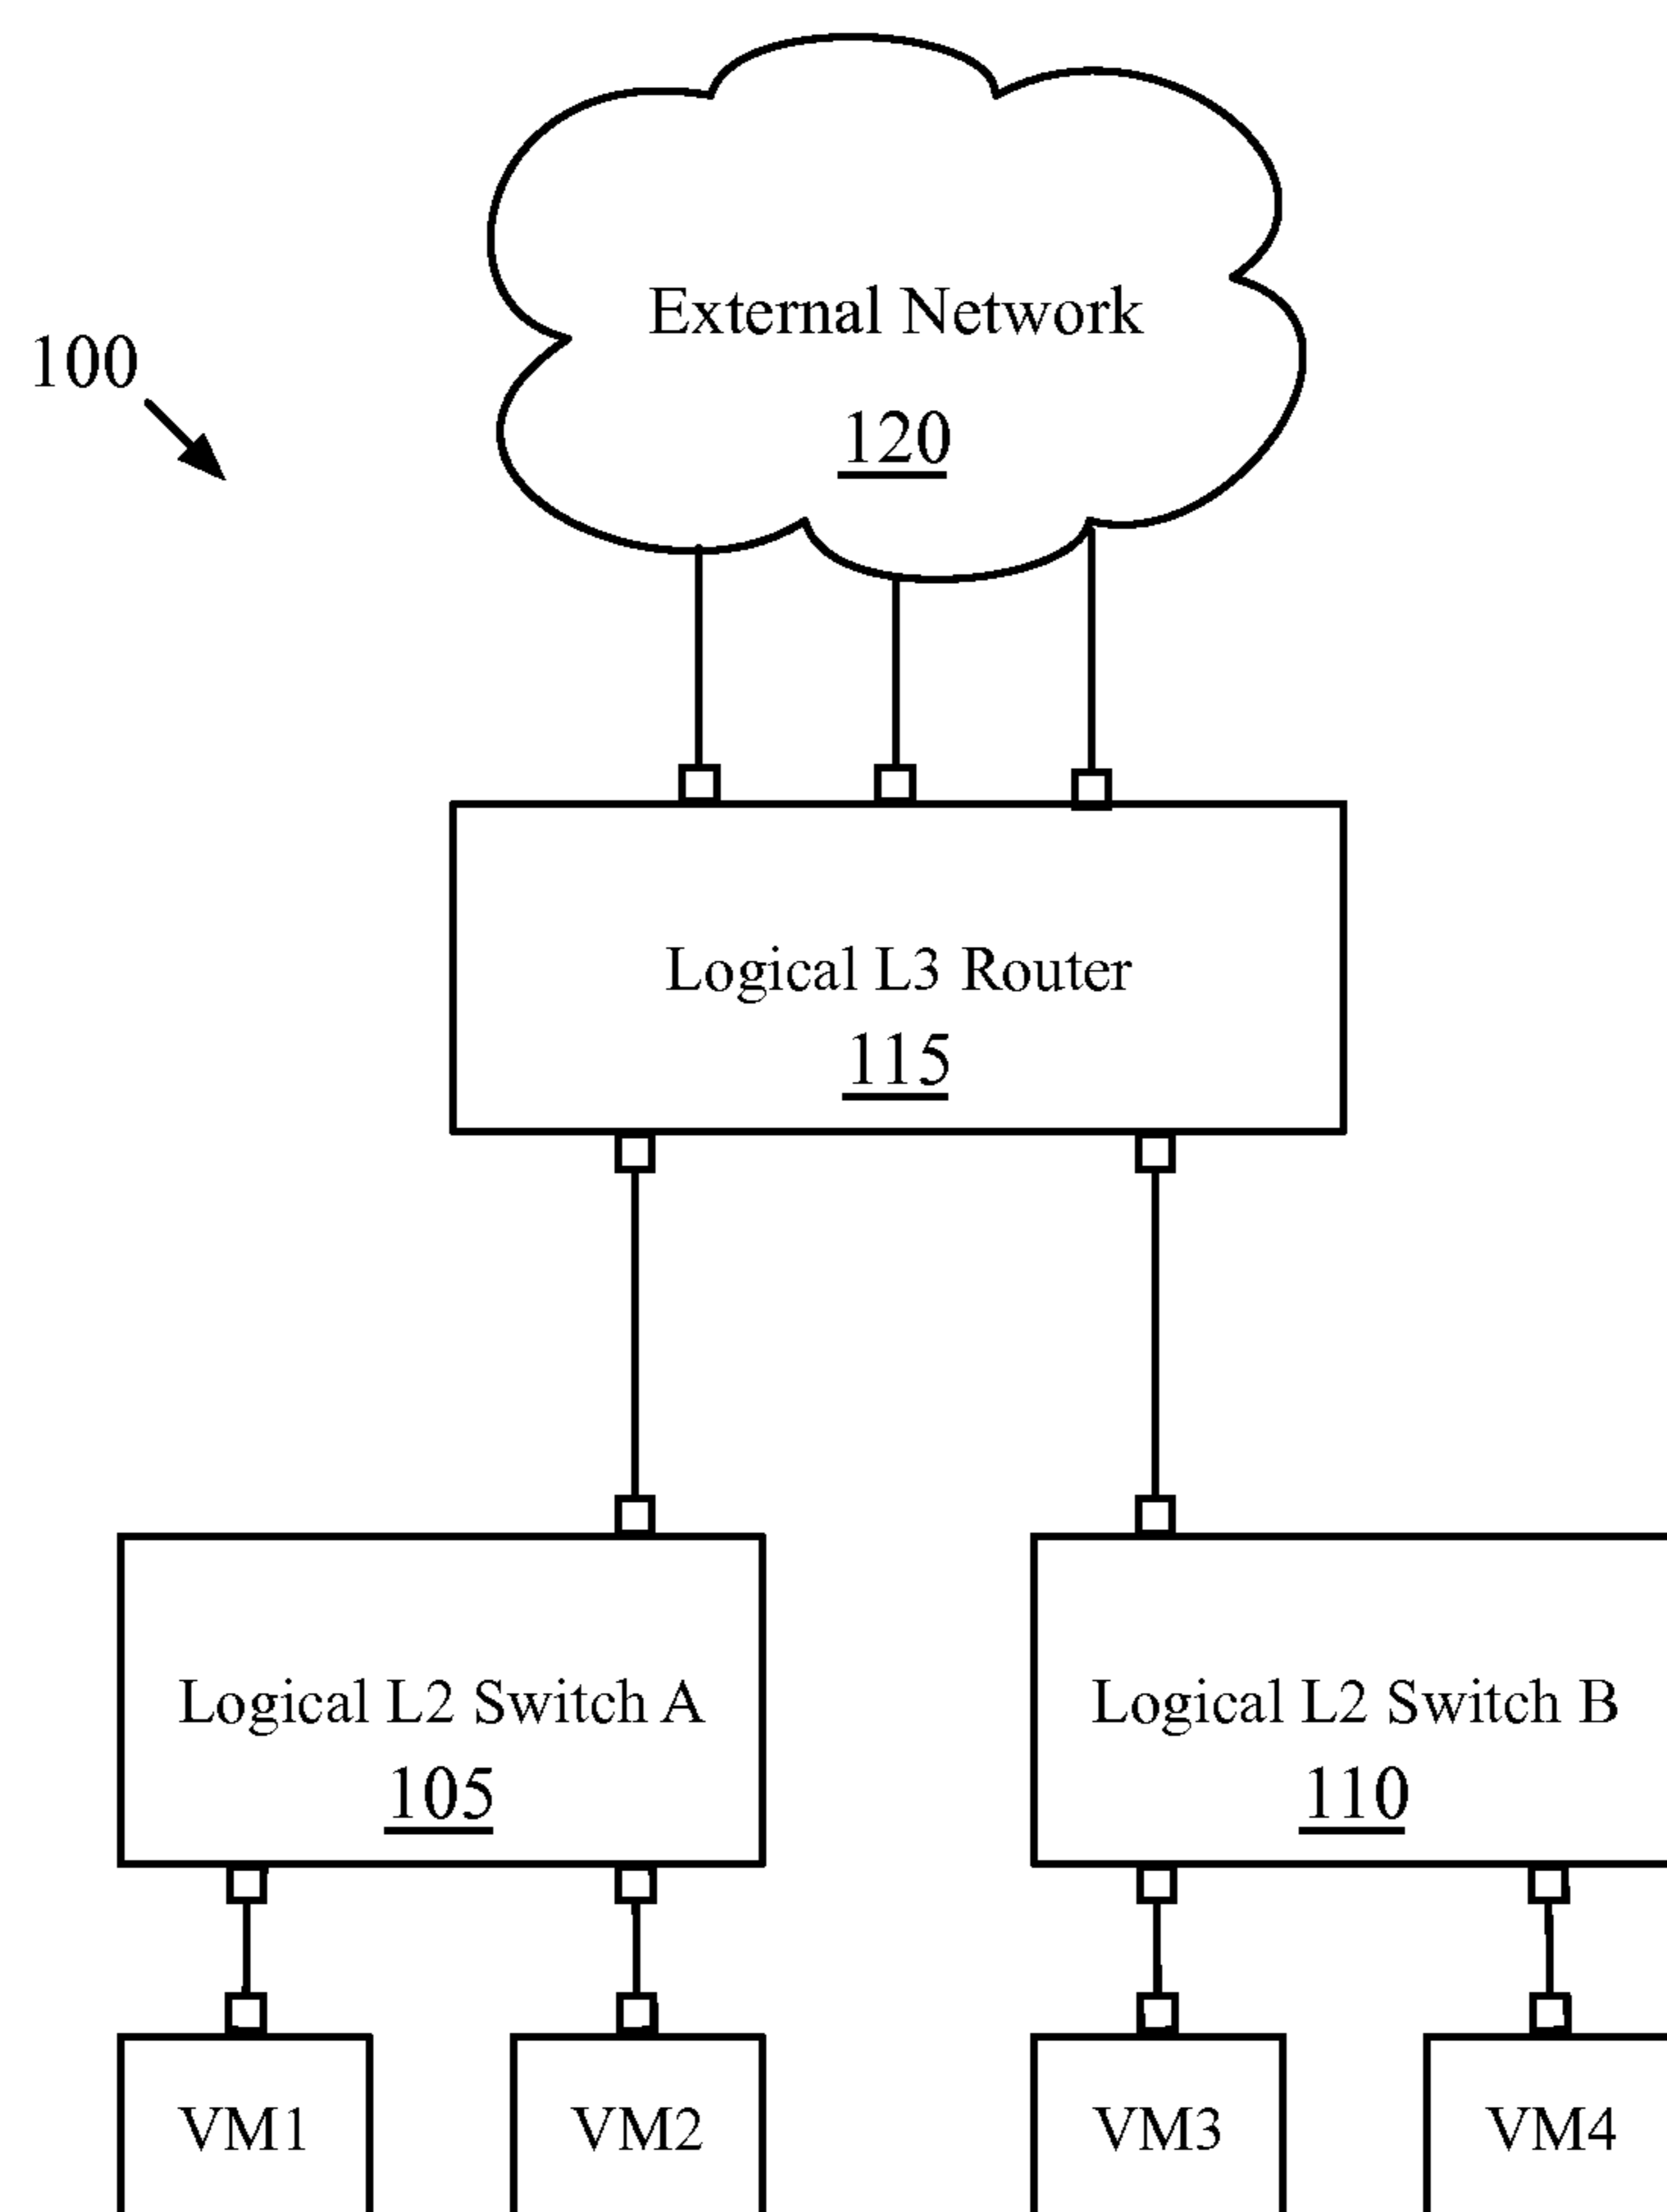 External Network
100
120
Logical L3 Router
115
Logical L2 Switch A
105
Logical L2 Switch B
110
VM1
VM2
VM3
VM4